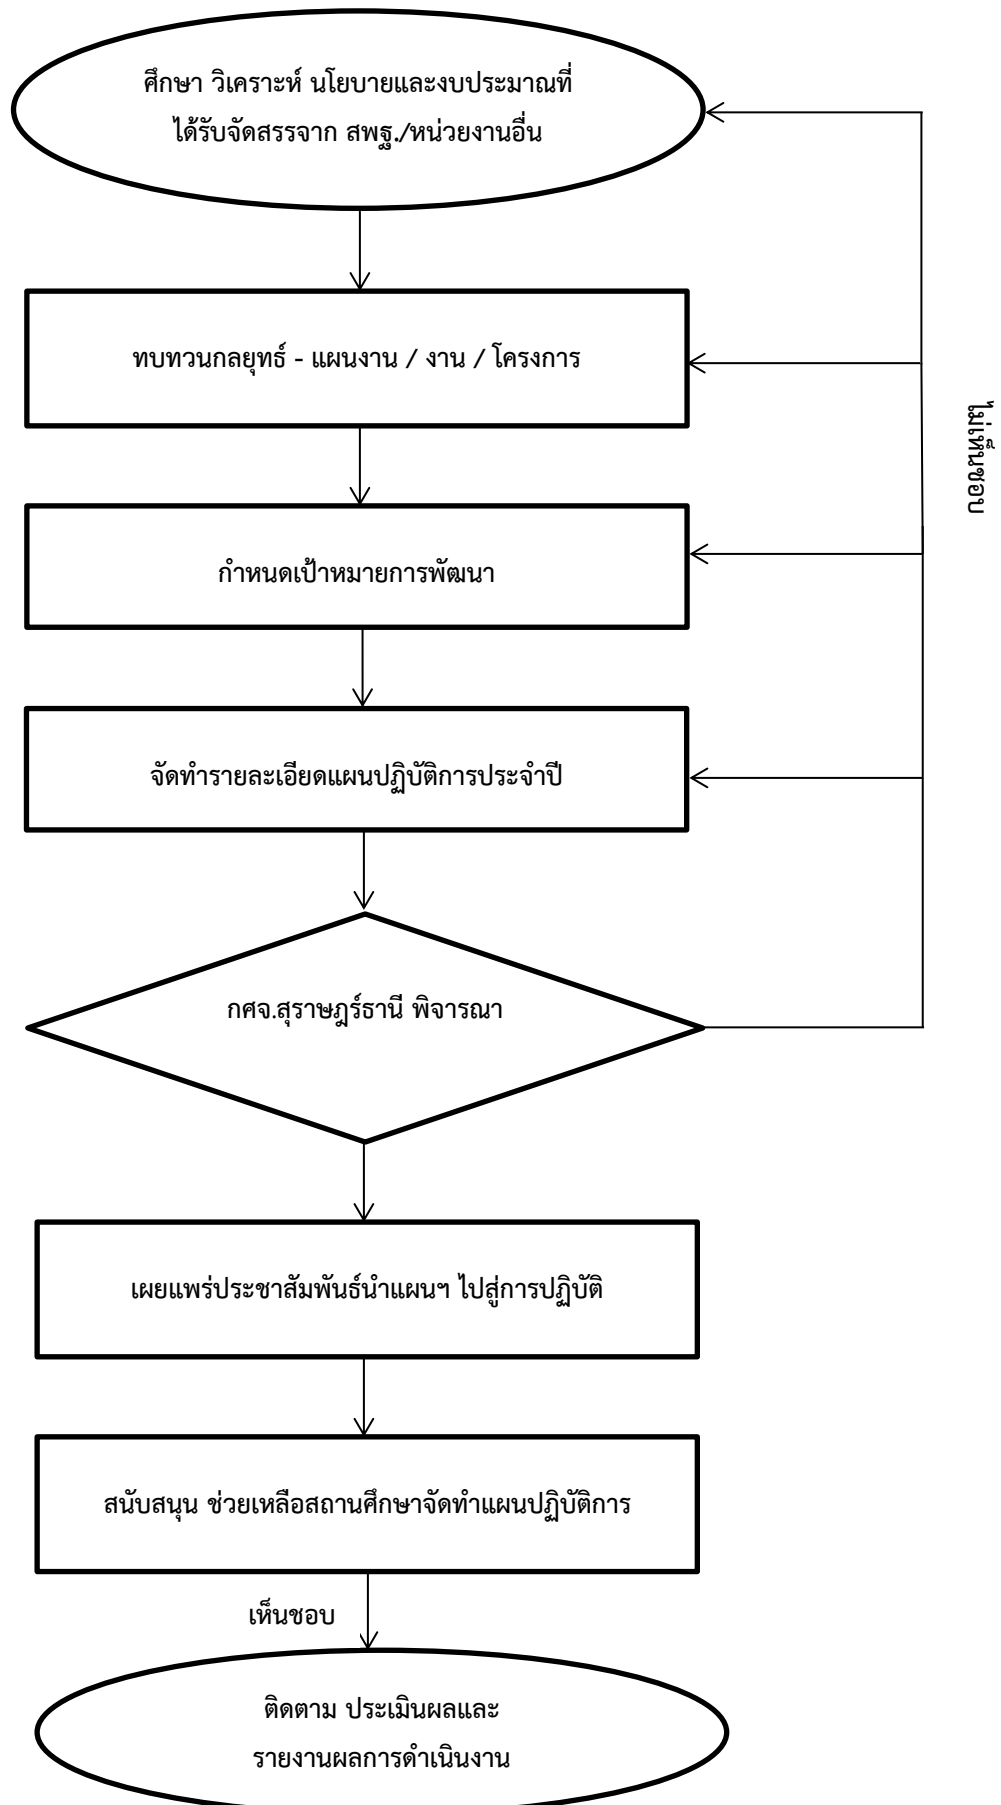 ศึกษา วิเคราะห์ นโยบายและงบประมาณที่
ได้รับจัดสรรจาก สพฐ./หน่วยงานอื่น
ทบทวนกลยุทธ์ - แผนงาน / งาน / โครงการ
ไม่เห็นชอบ
กำหนดเป้าหมายการพัฒนา
จัดทำรายละเอียดแผนปฏิบัติการประจำปี
กศจ.สุราษฎร์ธานี พิจารณา
เผยแพร่ประชาสัมพันธ์นำแผนฯ ไปสู่การปฏิบัติ
สนับสนุน ช่วยเหลือสถานศึกษาจัดทำแผนปฏิบัติการ
เห็นชอบ
ติดตาม ประเมินผลและ
รายงานผลการดำเนินงาน